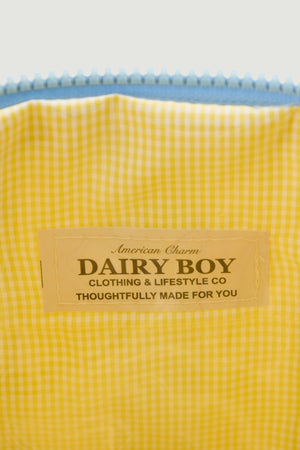 American Charm
DAIRY BOY
CLOTHING & LIFESTYLE CO
THOUGHTFULLY MADE FOR YOU